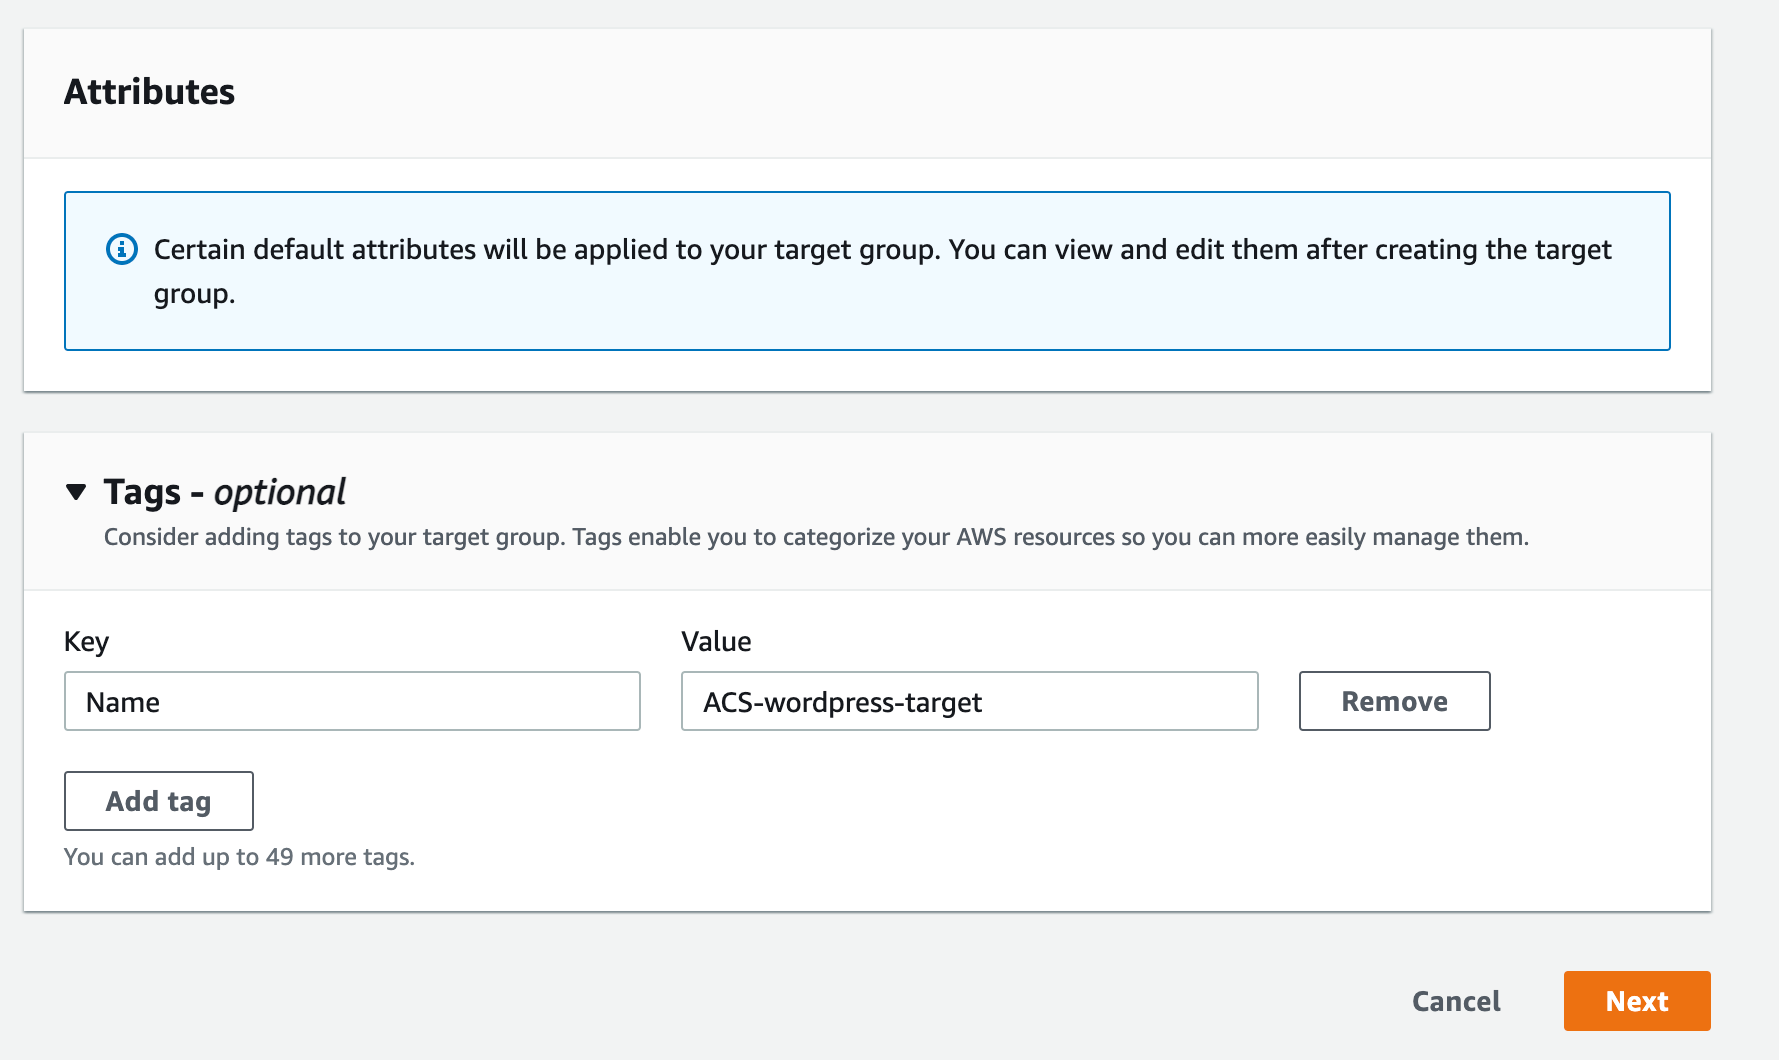 Attributes
Certain default attributes will be applied to your target group. You can view and edit them after creating the target
group.
Tags - optional
Consider adding tags to your target group. Tags enable you to categorize your AWS resources so you can more easily manage them.
Key
Value
Name
ACS-wordpress-target
Remove
Add tag
You can add up to 49 more tags.
Cancel
Next